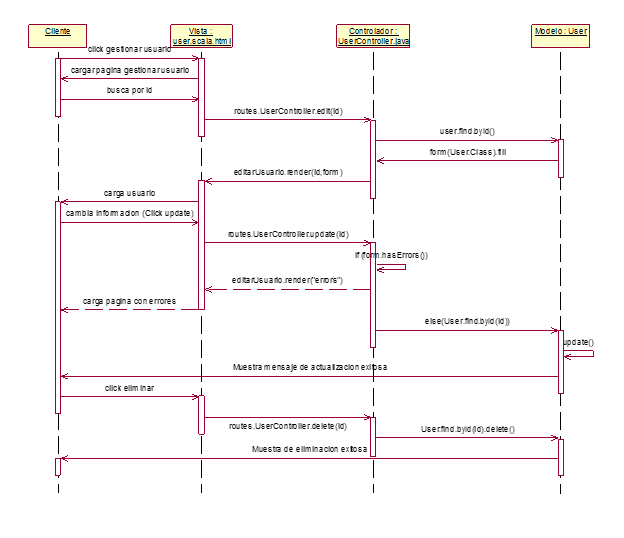 Cliente
Vista :
user.scala.html
Controlador :
UserController.java
Modelo : User
click gestionar usuario
cargar pagina gestionar usuario
busca por id
routes.UserController.edit(id)
user.find.byId()
form(User.Class).fill
editarUsuario.render(id,form)
carga usuario
cambia informacion (Click update)
routes.UserController.update(id)
if(form.hasErrors())
editarUsuario.render("errors")
carga pagina con errores
else(User.find.byId(id))
update()
Muestra mensaje de actualizacion exitosa
click eliminar
routes.UserController.delete(id)
User.find.byId(id).delete()
Muestra de eliminacion exitosa